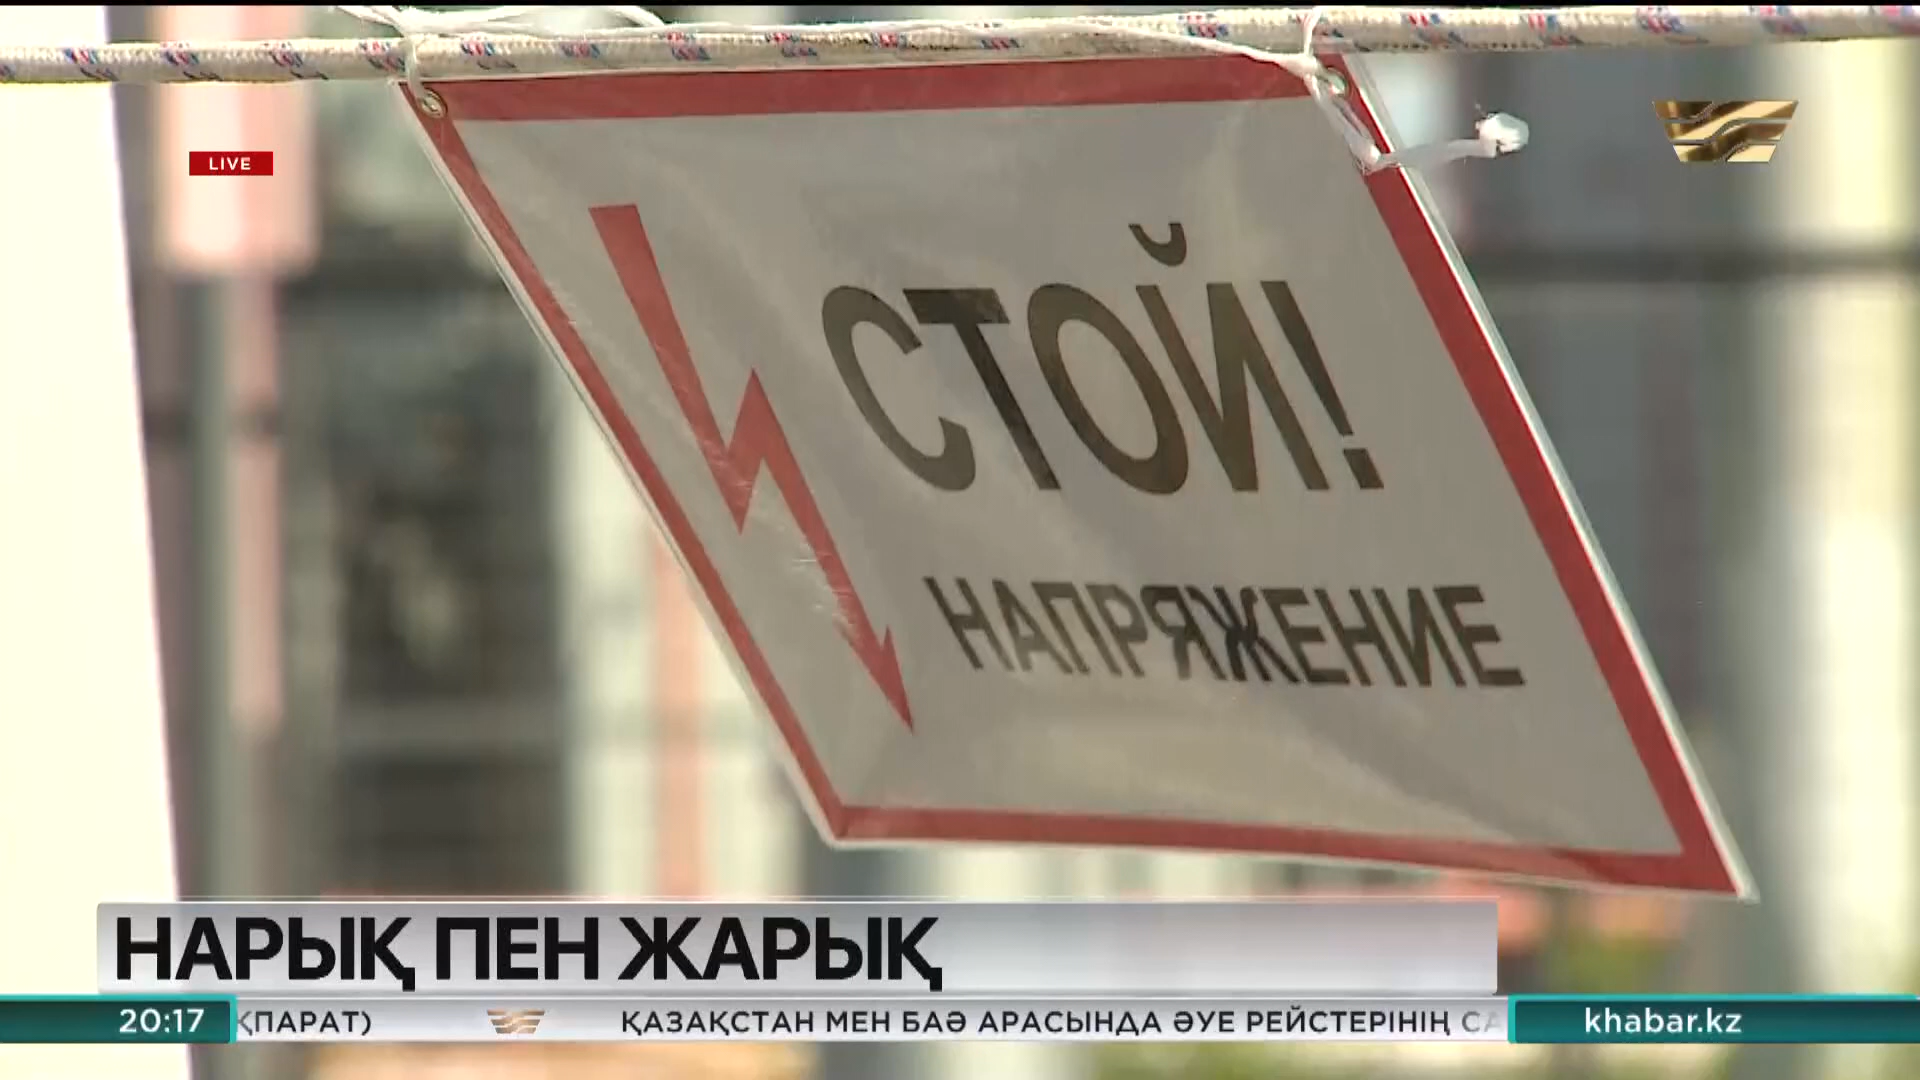 LIVE
СТОЙ!
НАПРЯЖЕНИЕ
НАРЫҚ ПЕН ЖАРЫҚ
20:17
ҚПАРАТ)
ҚАЗАҚСТАН МЕН БАӘ АРАСЫНДА ӘУЕ РЕЙСТЕРІНІҢ
khabar.kz